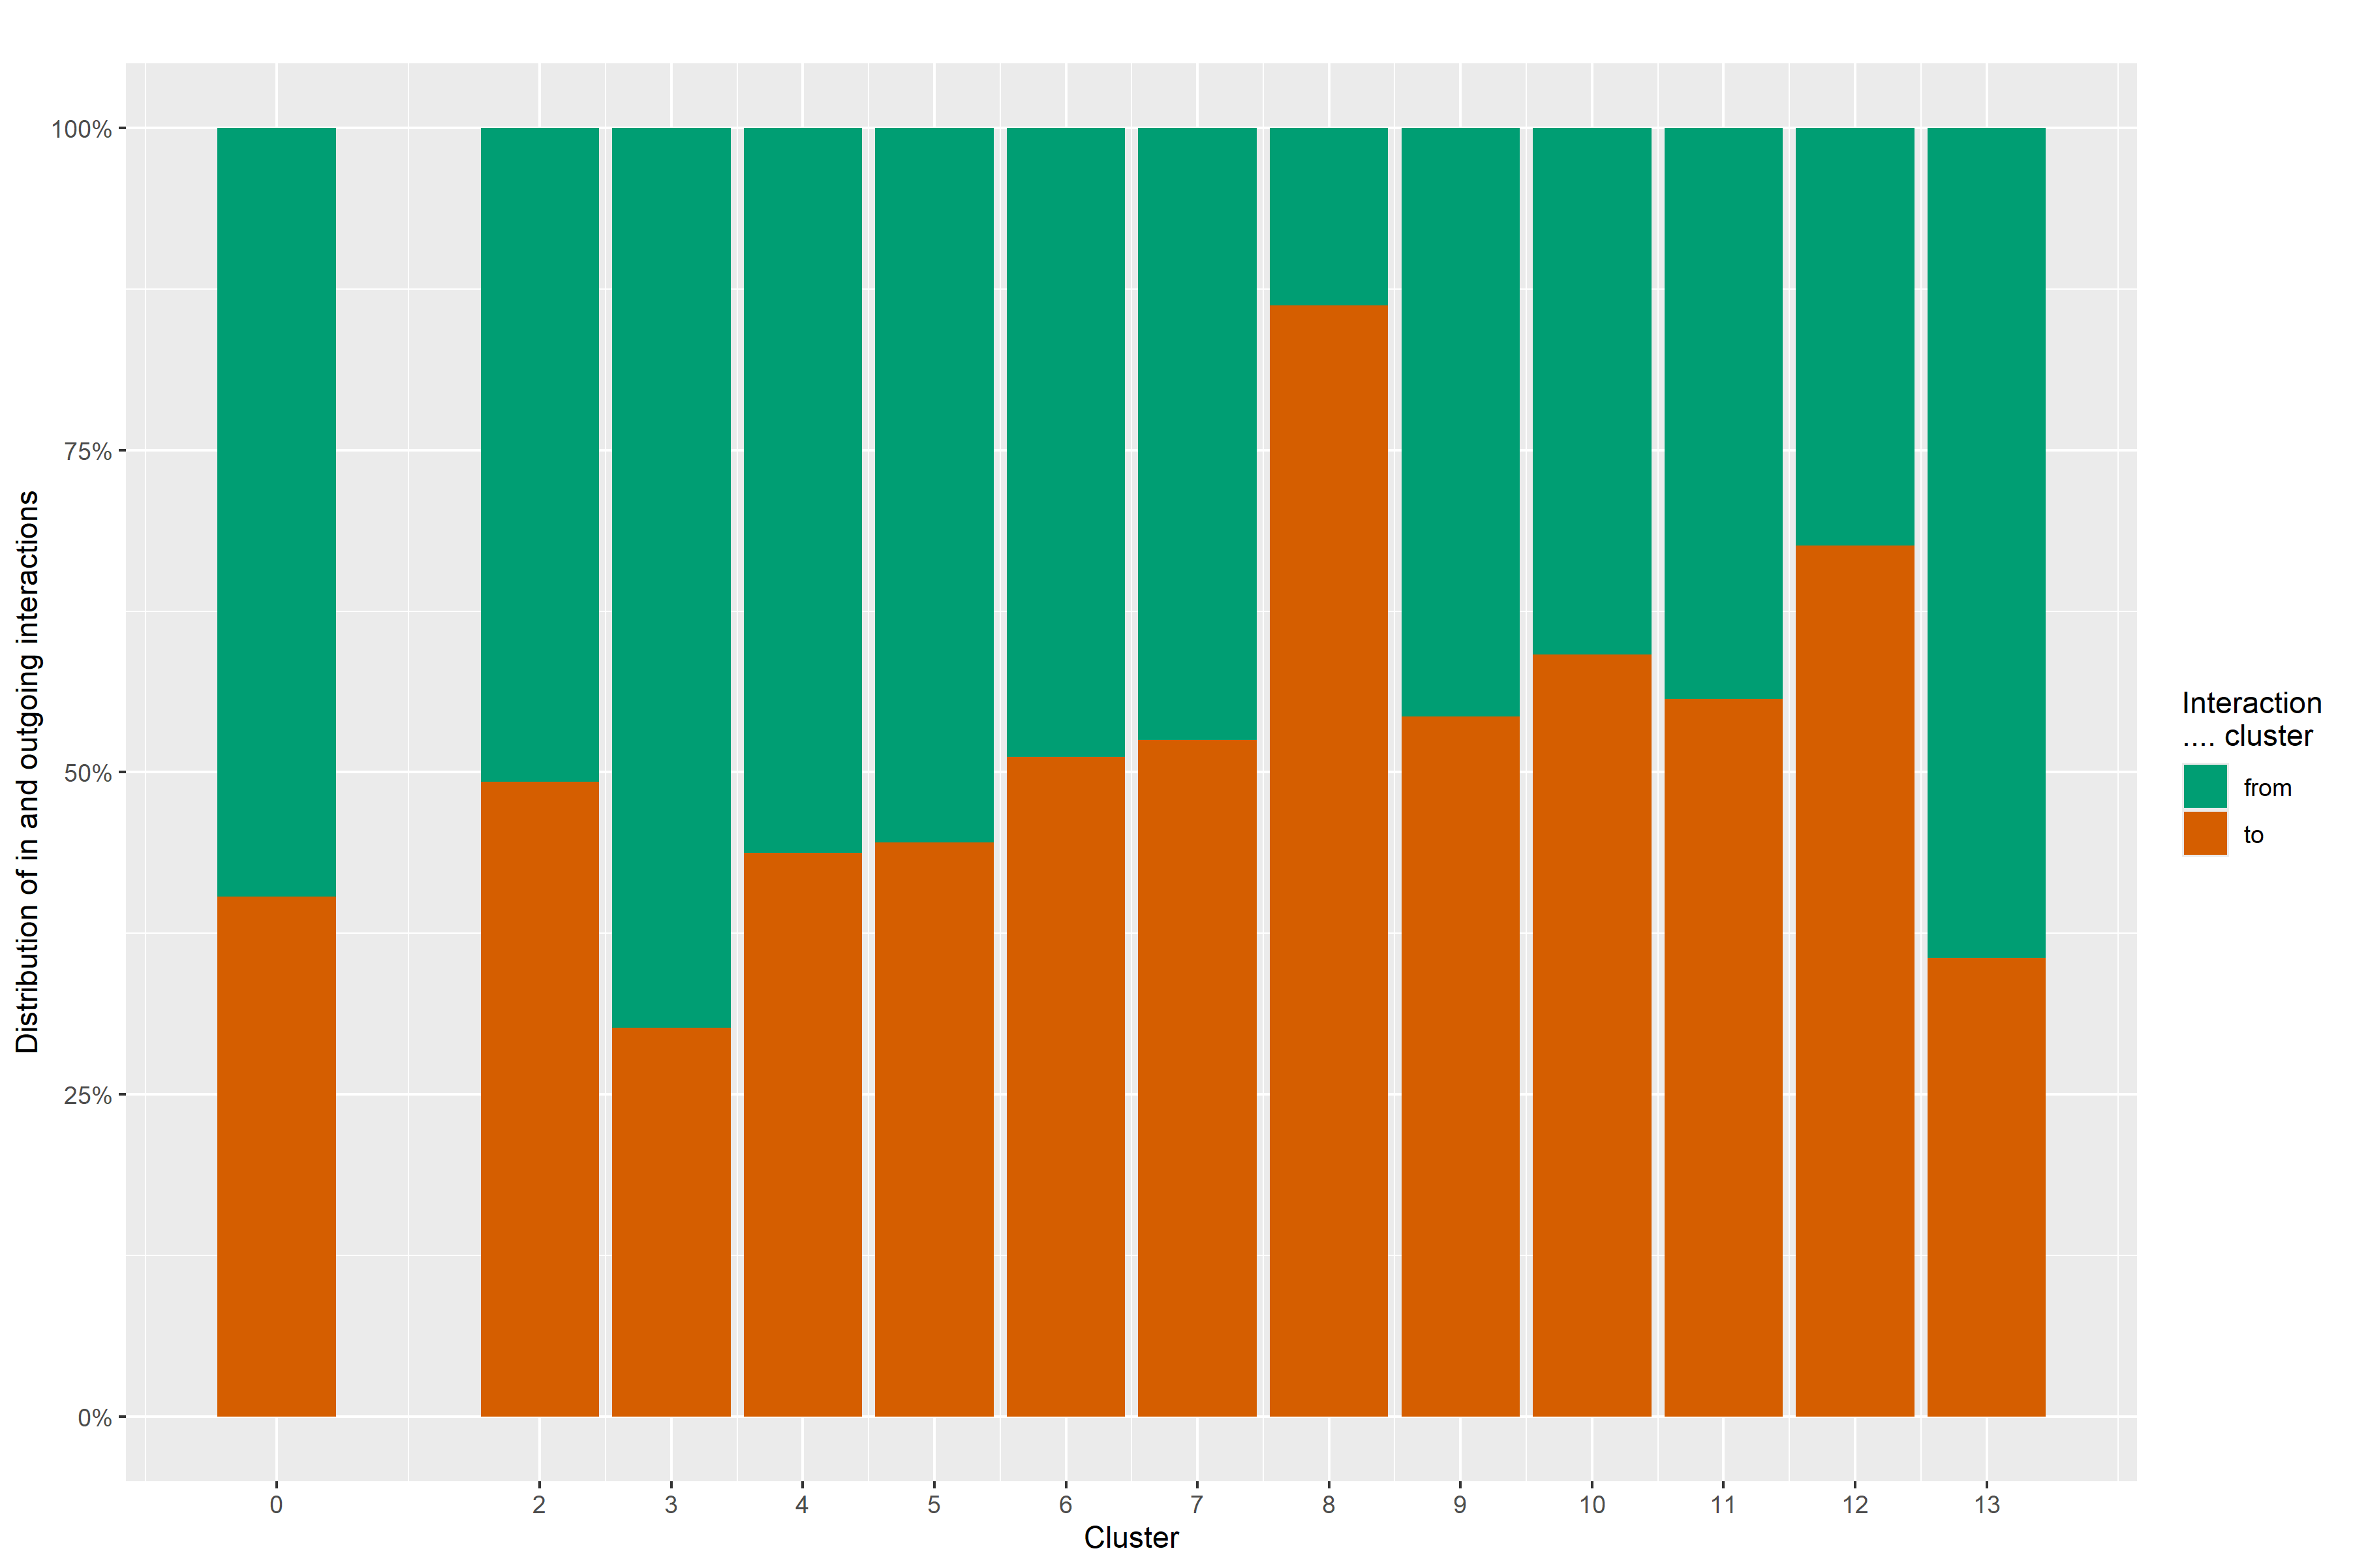 Distribution of in and outgoing interactions
100%
75%
50%
25%
0%
0 2 3 4 5 6 7 8 9 10 11 12 13
Cluster
Interaction
.... cluster
from
to